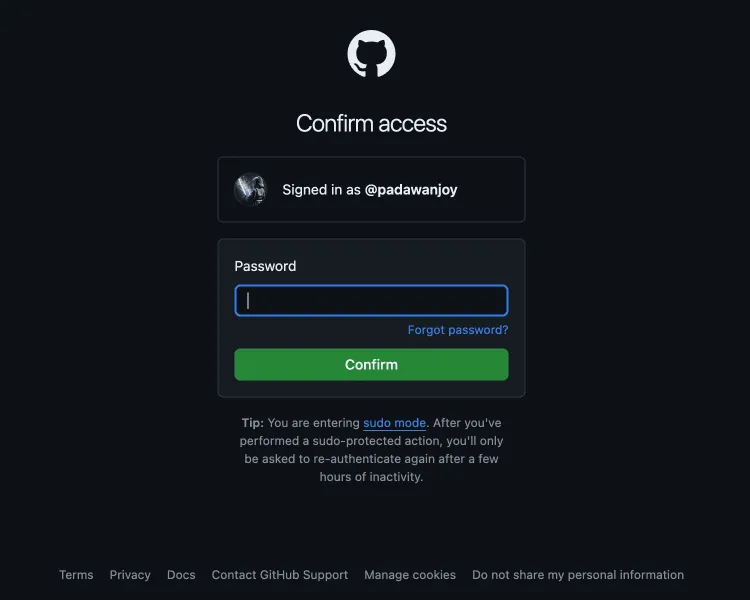 Confirm access
Signed in as @padawanjoy
Password
Forgot password?
Confirm
Tip: You are entering sudo mode. After you've
performed a sudo-protected action, you'll only
be asked to re-authenticate again after a few
hours of inactivity.
Terms Privacy Docs Contact GitHub Support Manage cookies Do not share my personal information